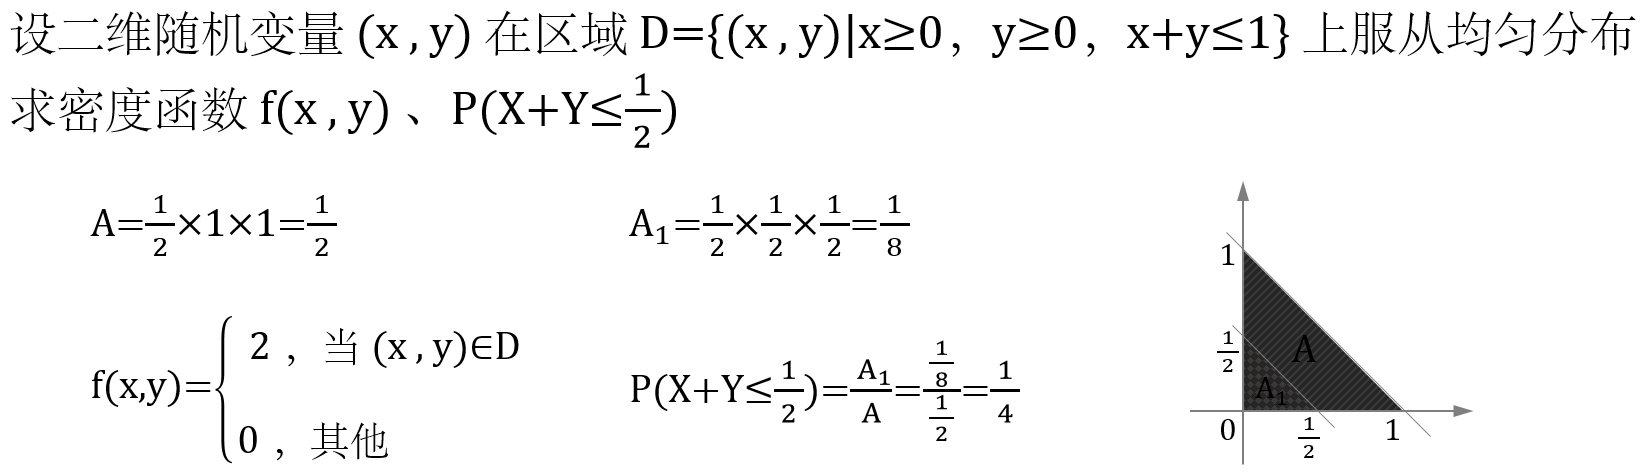 设二维随机变量 (x , y) 在区域 D={(x , y)|x≥0，y≥0，x+y≤1} 上服从均匀分布
求密度函数 f(x , y) 、P(X+Y≤1/2)
A=1/2×1×1=1/2
A₁=1/2×1/2×1/2=1/8
f(x,y)={ 2，当 (x , y)∈D
0，其他
P(X+Y≤1/2)=A₁/A=(1/8)/(1/2)=1/4
1
1/2
A
A₁
0
1/2
1